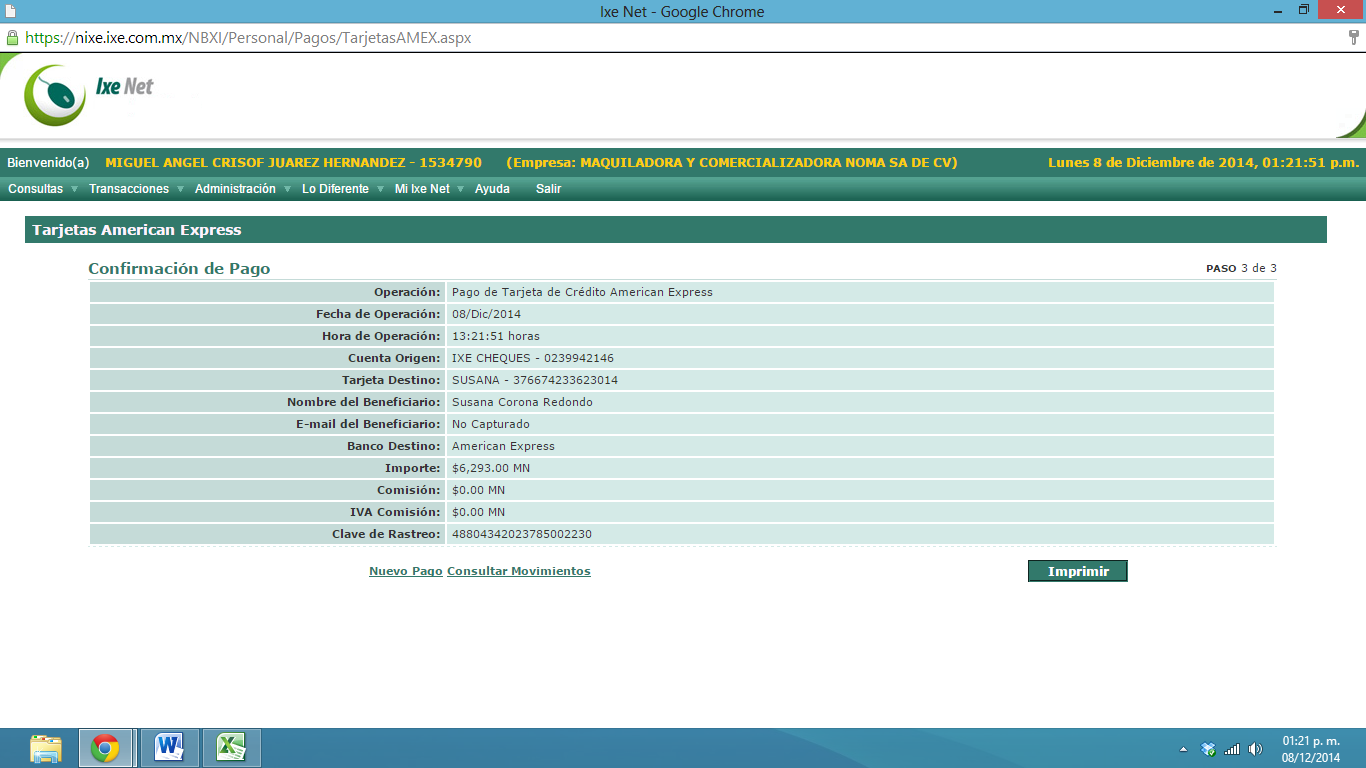 Ixe Net - Google Chrome
https://nixe.ixe.com.mx/NBXI/Personal/Pagos/TarjetasAMEX.aspx
Ixe Net
Bienvenido(a) MIGUEL ANGEL CRISOF JUAREZ HERNANDEZ - 1534790 (Empresa: MAQUILADORA Y COMERCIALIZADORA NOMA SA DE CV) Lunes 8 de Diciembre de 2014, 01:21:51 p.m.
Consultas Transacciones Administración Lo Diferente Mi Ixe Net Ayuda Salir
Tarjetas American Express
Confirmación de Pago PASO 3 de 3
Operación: Pago de Tarjeta de Crédito American Express
Fecha de Operación: 08/Dic/2014
Hora de Operación: 13:21:51 horas
Cuenta Origen: IXE CHEQUES - 0239942146
Tarjeta Destino: SUSANA - 376674233623014
Nombre del Beneficiario: Susana Corona Redondo
E-mail del Beneficiario: No Capturado
Banco Destino: American Express
Importe: $6,293.00 MN
Comisión: $0.00 MN
IVA Comisión: $0.00 MN
Clave de Rastreo: 48804342023785002230
Nuevo Pago Consultar Movimientos Imprimir
01:21 p. m.
08/12/2014